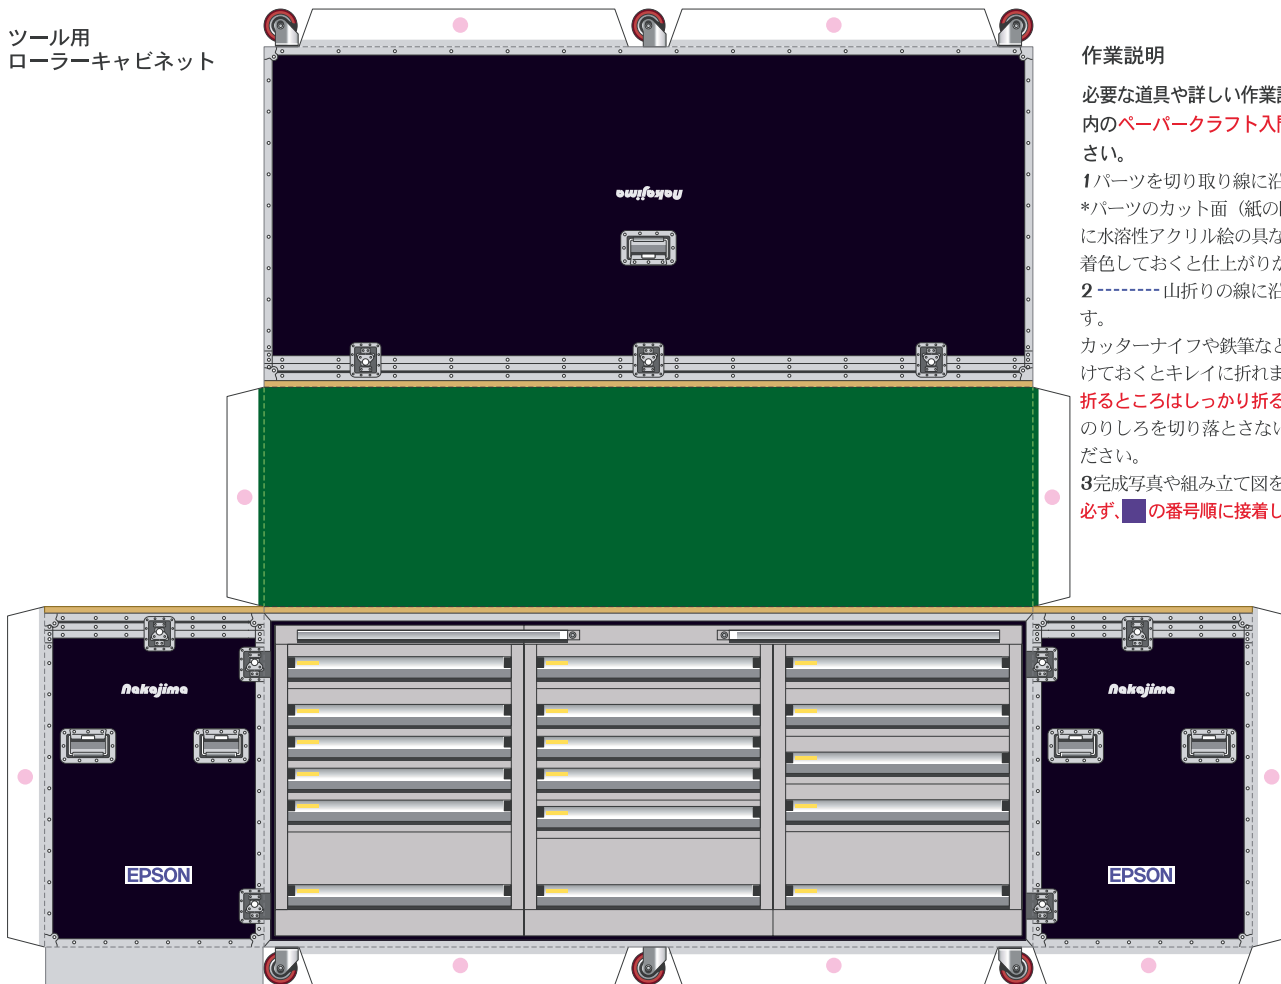 ツール用
ローラーキャビネット
作業説明
必要な道具や詳しい作業
内のペーパークラフト入
さい。
1パーツを切り取り線に沿
*パーツのカット面（紙の
に水溶性アクリル絵の具な
着色しておくと仕上がりが
2 -------- 山折りの線に沿
す。
カッターナイフや鉄筆など
けておくとキレイに折れま
折るところはしっかり折る
のりしろを切り落とさない
ださい。
3完成写真や組み立て図を
必ず、の番号順に接着し
Nakajima
Nakajima
Nakajima
EPSON
EPSON